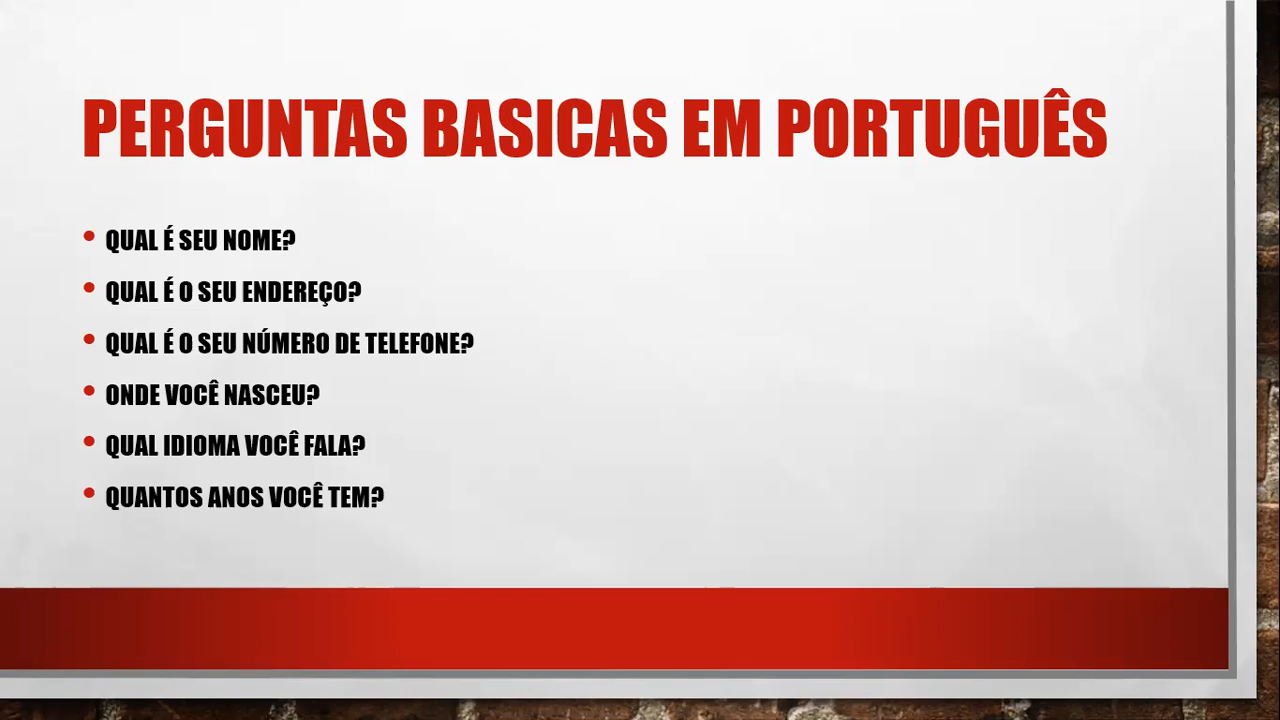 PERGUNTAS BASICAS EM PORTUGUÊS
• QUAL É SEU NOME?
• QUAL É O SEU ENDEREÇO?
• QUAL É O SEU NÚMERO DE TELEFONE?
• ONDE VOCÊ NASCEU?
• QUAL IDIOMA VOCÊ FALA?
• QUANTOS ANOS VOCÊ TEM?